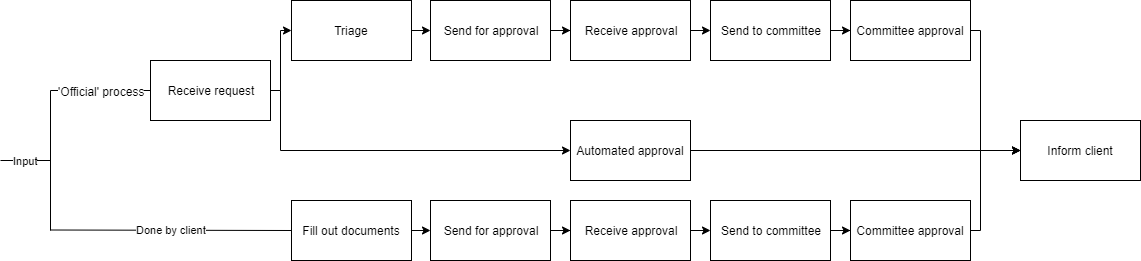 Triage
Send for approval
Receive approval
Send to committee
Committee approval
'Official' process
Receive request
Input
Automated approval
Inform client
Done by client
Fill out documents
Send for approval
Receive approval
Send to committee
Committee approval